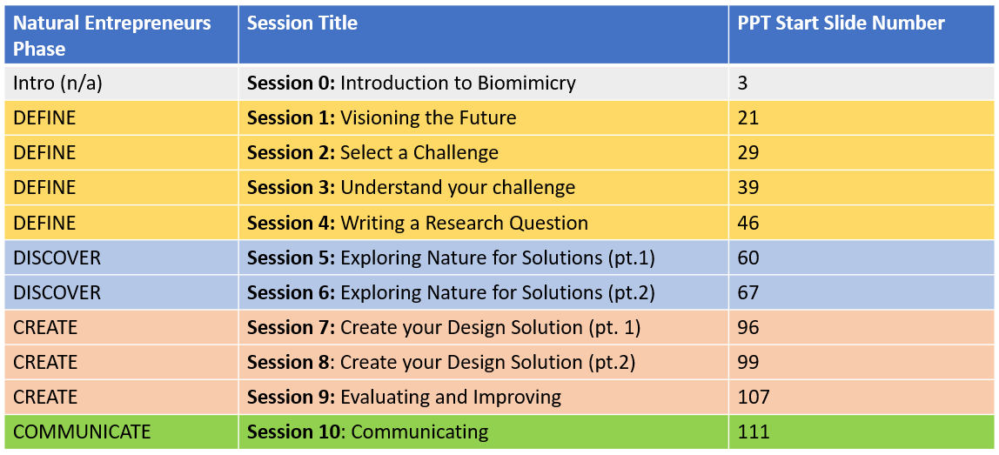 Natural Entrepreneurs Phase | Session Title | PPT Start Slide Number
Intro (n/a) | Session 0: Introduction to Biomimicry | 3
DEFINE | Session 1: Visioning the Future | 21
DEFINE | Session 2: Select a Challenge | 29
DEFINE | Session 3: Understand your challenge | 39
DEFINE | Session 4: Writing a Research Question | 46
DISCOVER | Session 5: Exploring Nature for Solutions (pt.1) | 60
DISCOVER | Session 6: Exploring Nature for Solutions (pt.2) | 67
CREATE | Session 7: Create your Design Solution (pt. 1) | 96
CREATE | Session 8: Create your Design Solution (pt.2) | 99
CREATE | Session 9: Evaluating and Improving | 107
COMMUNICATE | Session 10: Communicating | 111